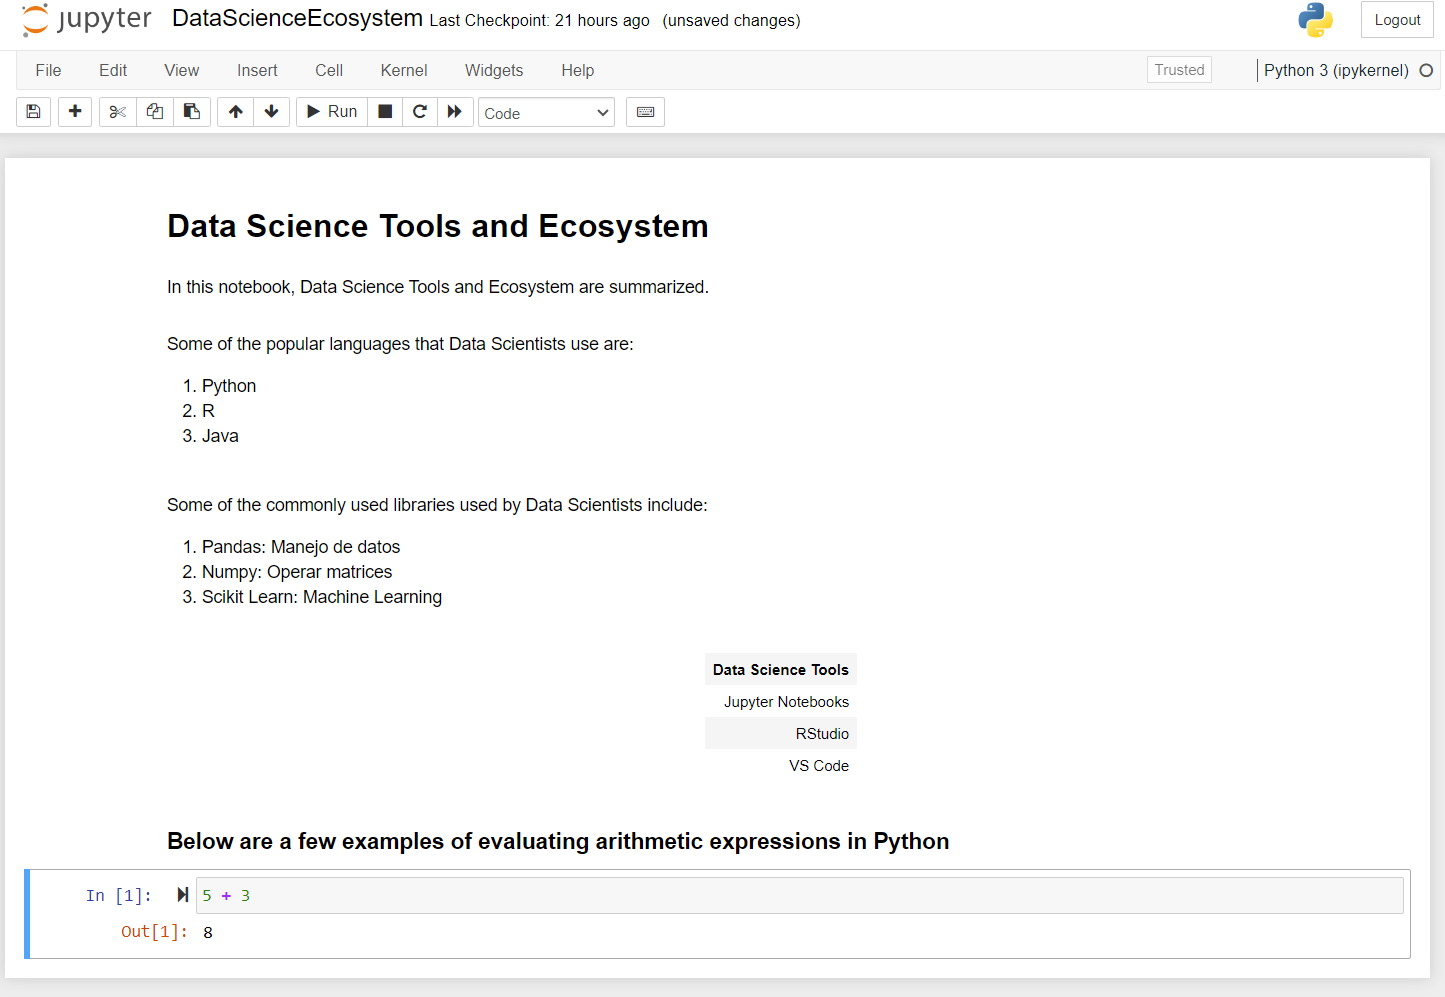 jupyter DataScienceEcosystem Last Checkpoint: 21 hours ago (unsaved changes) Logout
File Edit View Insert Cell Kernel Widgets Help Trusted Python 3 (ipykernel)
Run Code
Data Science Tools and Ecosystem
In this notebook, Data Science Tools and Ecosystem are summarized.
Some of the popular languages that Data Scientists use are:
1. Python
2. R
3. Java
Some of the commonly used libraries used by Data Scientists include:
1. Pandas: Manejo de datos
2. Numpy: Operar matrices
3. Scikit Learn: Machine Learning
Data Science Tools
Jupyter Notebooks
RStudio
VS Code
Below are a few examples of evaluating arithmetic expressions in Python
In [1]: 5 + 3
Out[1]: 8